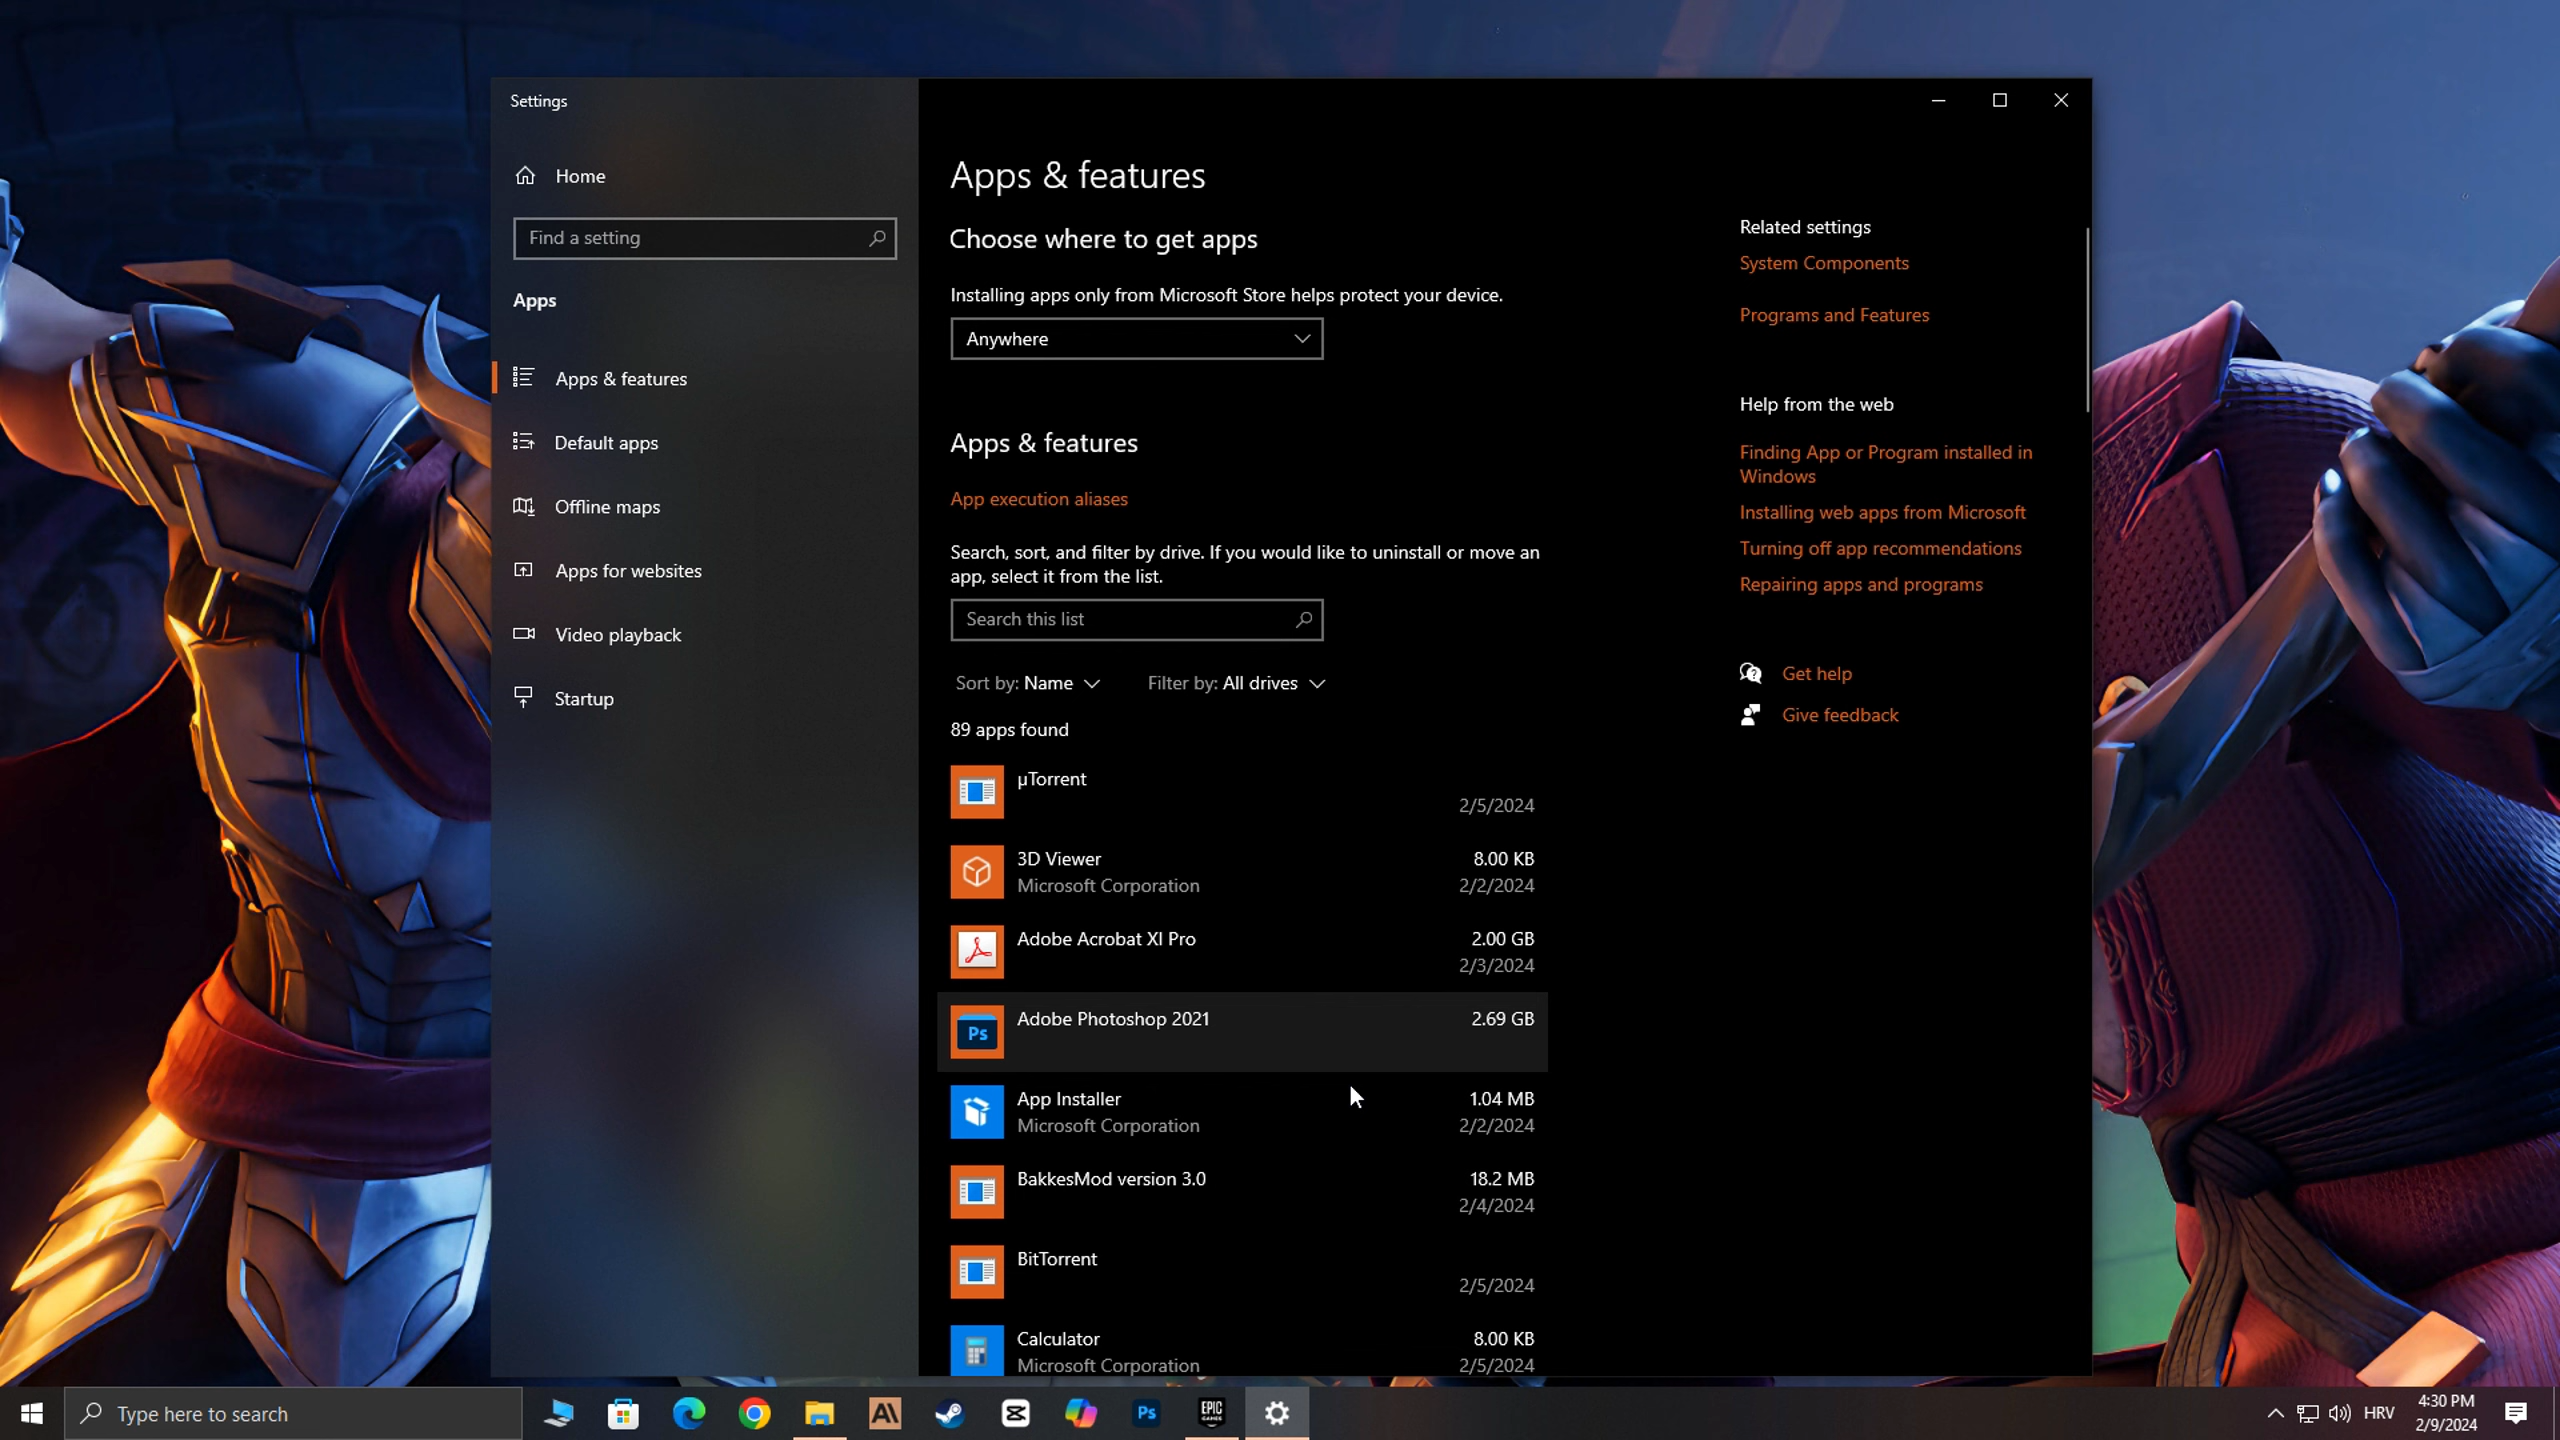 Settings
Home
Find a setting
Apps
Apps & features
Default apps
Offline maps
Apps for websites
Video playback
Startup
Apps & features
Choose where to get apps
Installing apps only from Microsoft Store helps protect your device.
Anywhere
Apps & features
App execution aliases
Search, sort, and filter by drive. If you would like to uninstall or move an
app, select it from the list.
Search this list
Sort by: Name
Filter by: All drives
89 apps found
µTorrent
2/5/2024
3D Viewer
8.00 KB
Microsoft Corporation
2/2/2024
Adobe Acrobat XI Pro
2.00 GB
2/3/2024
Adobe Photoshop 2021
2.69 GB
Ps
App Installer
1.04 MB
Microsoft Corporation
2/2/2024
BakkesMod version 3.0
18.2 MB
2/4/2024
BitTorrent
2/5/2024
Calculator
8.00 KB
Microsoft Corporation
2/5/2024
Related settings
System Components
Programs and Features
Help from the web
Finding App or Program installed in
Windows
Installing web apps from Microsoft
Turning off app recommendations
Repairing apps and programs
Get help
Give feedback
Type here to search
Ps
EPIC
GAMES
HRV
4:30 PM
2/9/2024